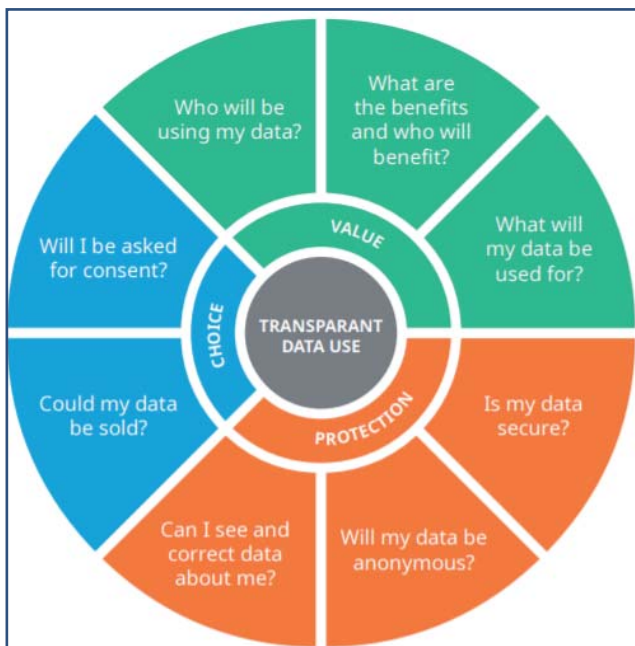 Who will be
using my data?
What are
the benefits
and who will
benefit?
What will
my data be
used for?
Is my data
secure?
Will my data be
anonymous?
Can I see and
correct data
about me?
Could my data
be sold?
Will I be asked
for consent?
VALUE
PROTECTION
CHOICE
TRANSPARANT
DATA USE